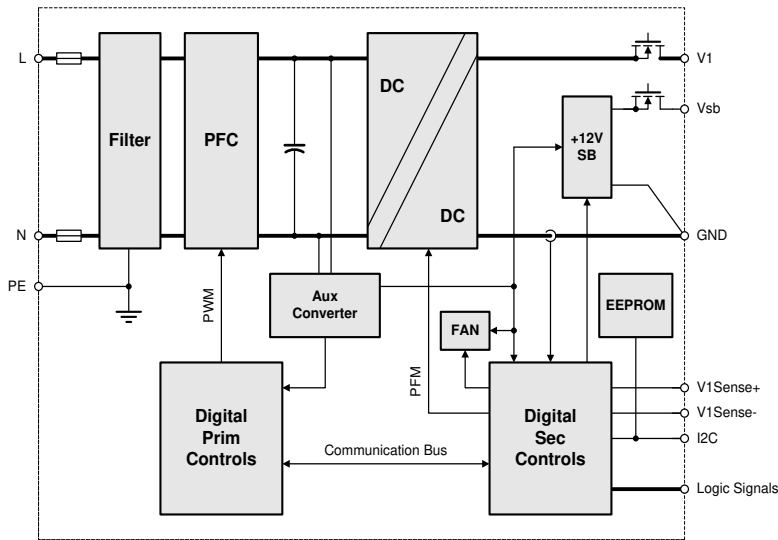 L
V1
DC
Vsb
Filter
PFC
+12V
SB
DC
N
GND
PE
PWM
Aux
Converter
EEPROM
FAN
PFM
V1Sense+
V1Sense-
Digital
Prim
Controls
Digital
Sec
Controls
I2C
Communication Bus
Logic Signals